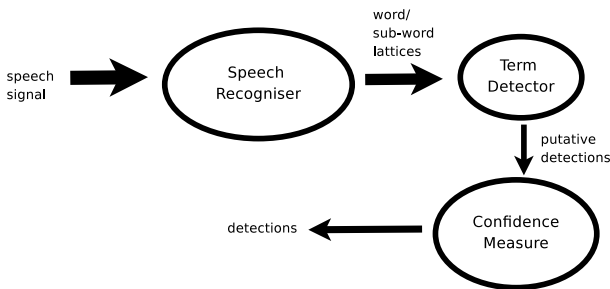 speech
signal
Speech
Recogniser
word/
sub-word
lattices
Term
Detector
putative
detections
Confidence
Measure
detections